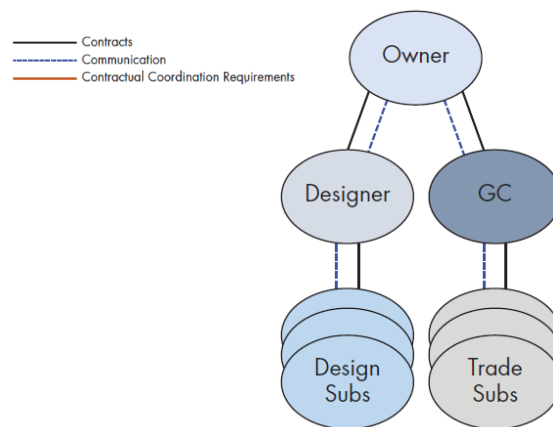 Contracts
Communication
Contractual Coordination Requirements
Owner
Designer
GC
Design
Subs
Trade
Subs